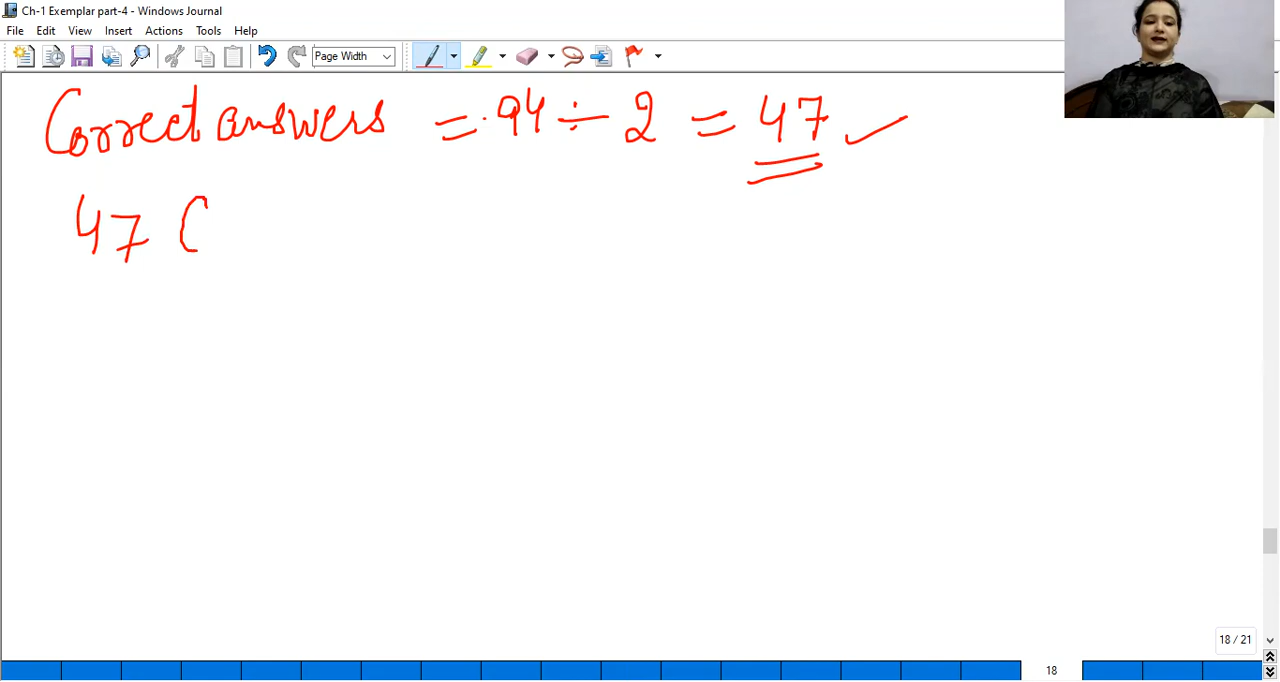 Ch-1 Exemplar part-4 - Windows Journal
File Edit View Insert Actions Tools Help
Page Width
Correct answers = 94 ÷ 2 = 47 ✓
47 (
18 / 21
18